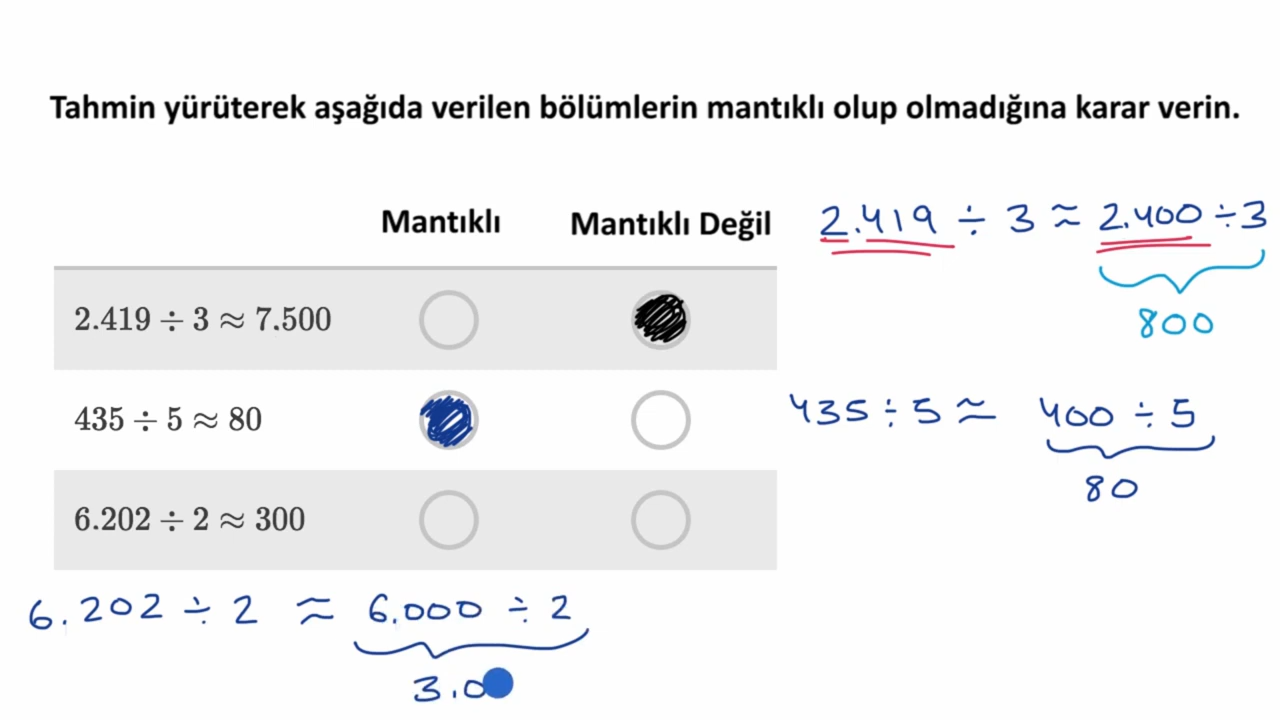 Tahmin yürüterek aşağıda verilen bölümlerin mantıklı olup olmadığına karar verin.
Mantıklı Mantıklı Değil
2.419 ÷ 3 ≈ 7.500
435 ÷ 5 ≈ 80
6.202 ÷ 2 ≈ 300
2.419 ÷ 3 ≈ 2.400 ÷ 3
800
435 ÷ 5 ≈ 400 ÷ 5
80
6.202 ÷ 2 ≈ 6.000 ÷ 2
3.0